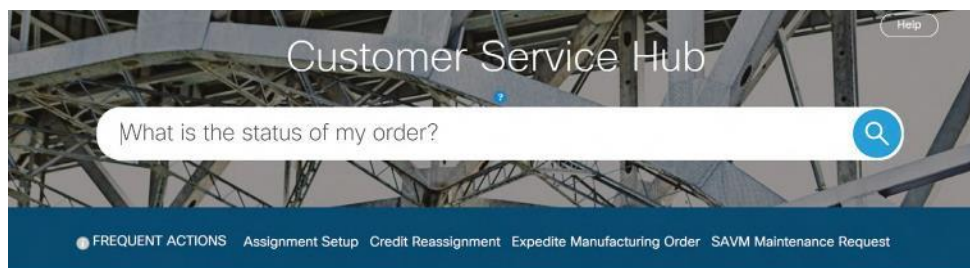 Help
Customer Service Hub
?
What is the status of my order?
FREQUENT ACTIONS Assignment Setup Credit Reassignment Expedite Manufacturing Order SAVM Maintenance Request